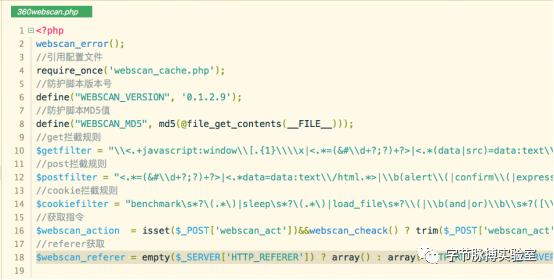 360webscan.php
1 <?php
2 webscan_error();
3 //引用配置文件
4 require_once('webscan_cache.php');
5 //防护脚本版本号
6 define("WEBSCAN_VERSION", '0.1.2.9');
7 //防护脚本MD5值
8 define("WEBSCAN_MD5", md5(@file_get_contents(__FILE__)));
9 //get拦截规则
10 $getfilter = "\\<.+javascript:window\\[.{1}\\\\x|<.*=(&#\\d+?;?)+?>|<.*(data|src)=data:text\\
11 //post拦截规则
12 $postfilter = "<.*=(&#\\d+?;?)+?>|<.*data=data:text\\/html.*>|\\b(alert\\(|confirm\\(|expressi
13 //cookie拦截规则
14 $cookiefilter = "benchmark\s*?\(.*\)|sleep\s*?\(.*\)|load_file\s*?\\(|\\b(and|or)\\b\\s*?([\\
15 //获取指令
16 $webscan_action = isset($_POST['webscan_act'])&&webscan_cheack() ? trim($_POST['webscan_act'
17 //referer获取
18 $webscan_referer = empty($_SERVER['HTTP_REFERER']) ? array() : array(
19
字节脉搏实验室